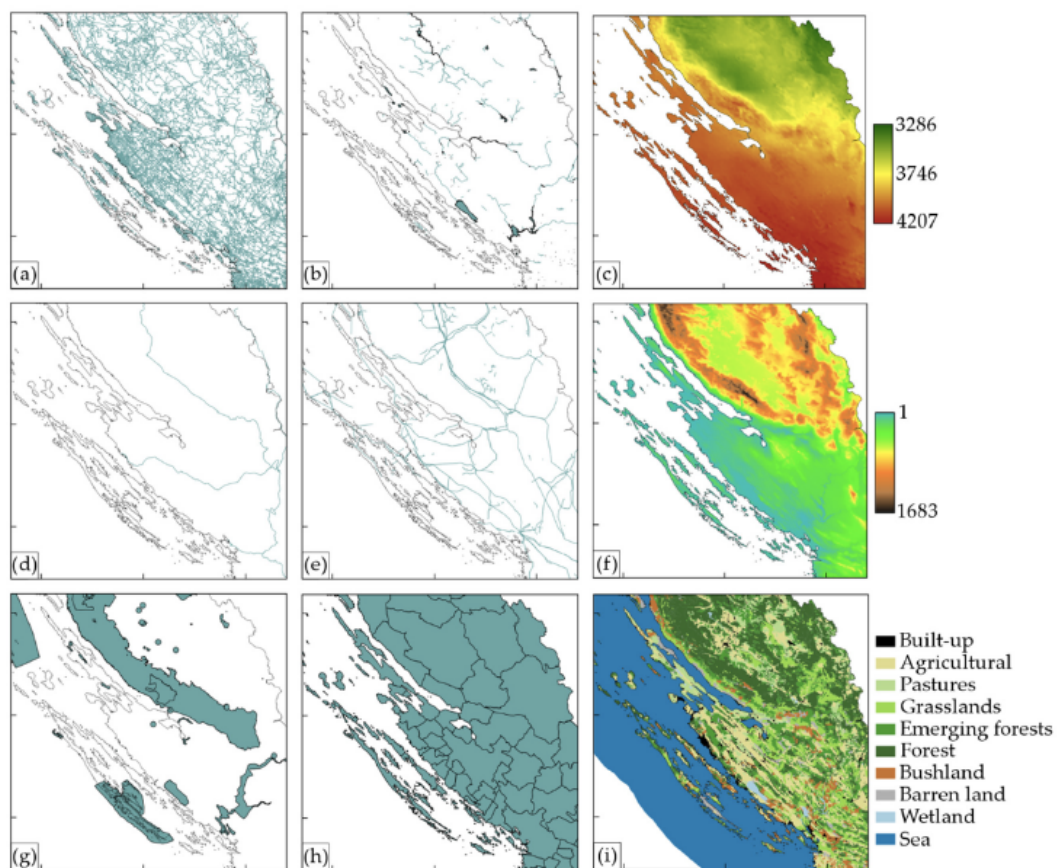 (a)
(b)
(c)
3286
3746
4207
(d)
(e)
(f)
1
1683
(g)
(h)
(i)
Built-up
Agricultural
Pastures
Grasslands
Emerging forests
Forest
Bushland
Barren land
Wetland
Sea